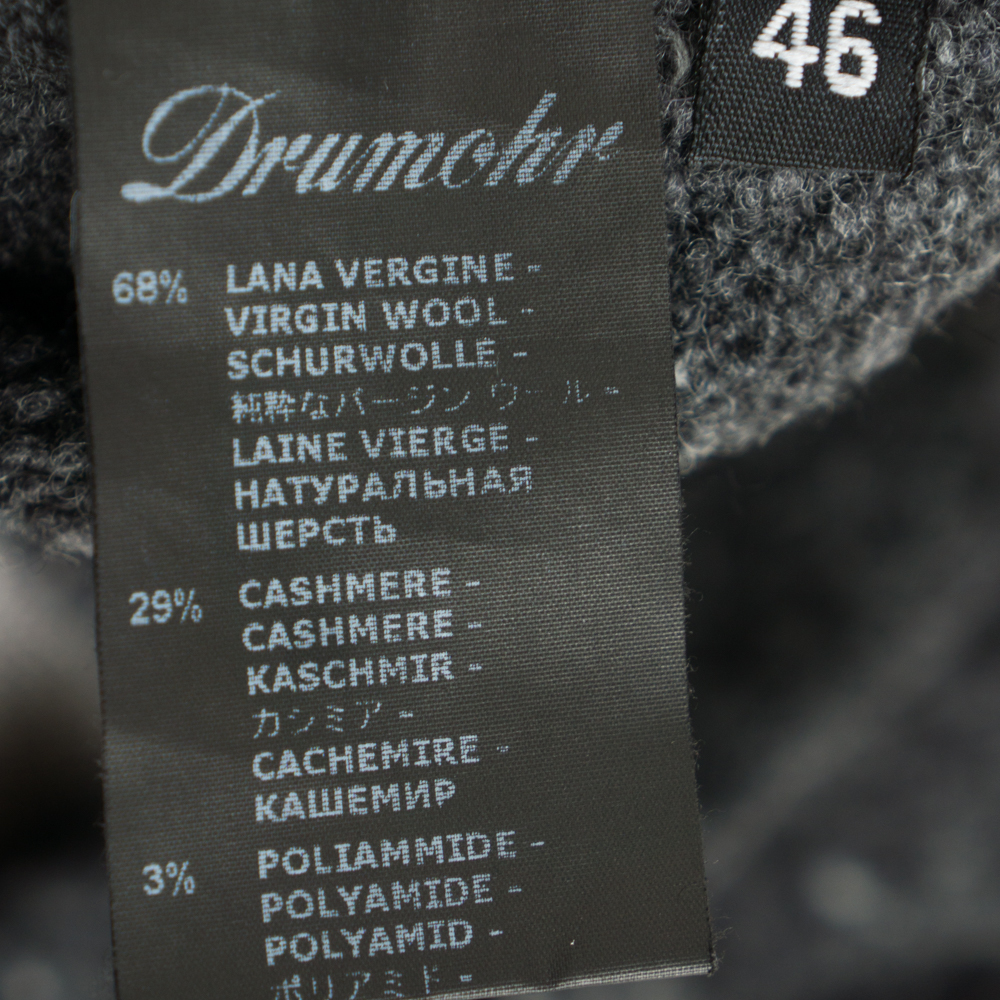 46
Drumohr
68% LANA VERGINE -
VIRGIN WOOL -
SCHURWOLLE -
純粋なバージン ウール -
LAINE VIERGE -
НАТУРАЛЬНАЯ
ШЕРСТЬ
29% CASHMERE -
CASHMERE -
KASCHMIR -
カシミア -
CACHEMIRE -
КАШЕМИР
3% POLIAMMIDE -
POLYAMIDE -
POLYAMID -
ポリアミド -